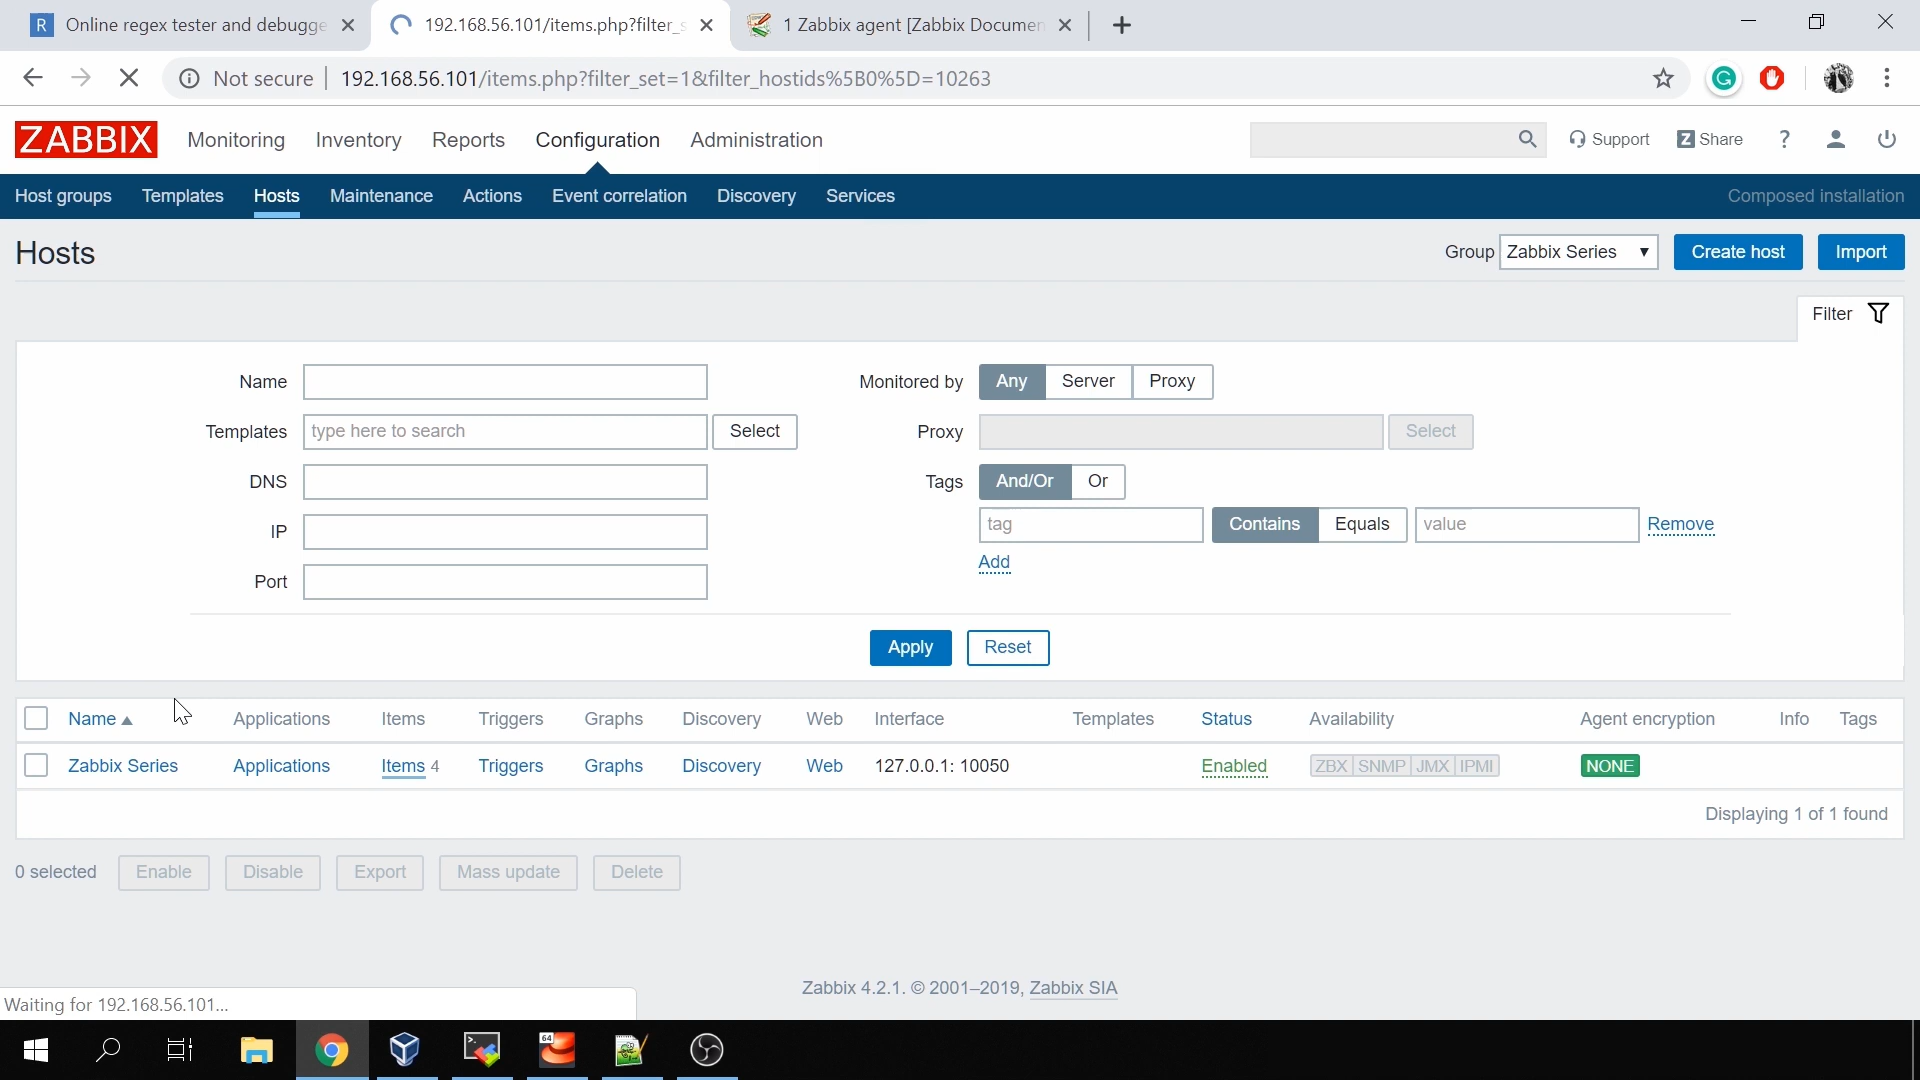 R Online regex tester and debugge
192.168.56.101/items.php?filter_s
1 Zabbix agent [Zabbix Documen
Not secure 192.168.56.101/items.php?filter_set=1&filter_hostids%5B0%5D=10263
ZABBIX Monitoring Inventory Reports Configuration Administration Support Z Share ?
Host groups Templates Hosts Maintenance Actions Event correlation Discovery Services Composed installation
Hosts Group Zabbix Series Create host Import
Filter
Name Monitored by Any Server Proxy
Templates type here to search Select Proxy Select
DNS Tags And/Or Or
tag Contains Equals value Remove
IP
Add
Port
Apply Reset
Name Applications Items Triggers Graphs Discovery Web Interface Templates Status Availability Agent encryption Info Tags
Zabbix Series Applications Items 4 Triggers Graphs Discovery Web 127.0.0.1: 10050 Enabled ZBX SNMP JMX IPMI NONE
Displaying 1 of 1 found
0 selected Enable Disable Export Mass update Delete
Zabbix 4.2.1. © 2001–2019, Zabbix SIA
Waiting for 192.168.56.101...
64